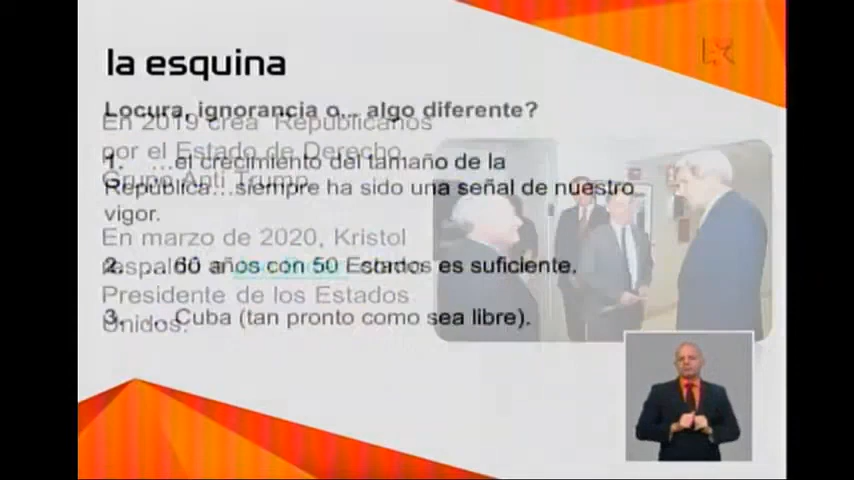 la esquina
Locura, ignorancia o... algo diferente?
1. ...el crecimiento del tamaño de la
República...siempre ha sido una señal de nuestro
vigor.
2. ... 60 años con 50 Estados es suficiente.
3. ... Cuba (tan pronto como sea libre).
En 2019 crea Republicanos
por el Estado de Derecho
Grupo Anti Trump
En marzo de 2020, Kristol
Presidente de los Estados
Unidos.